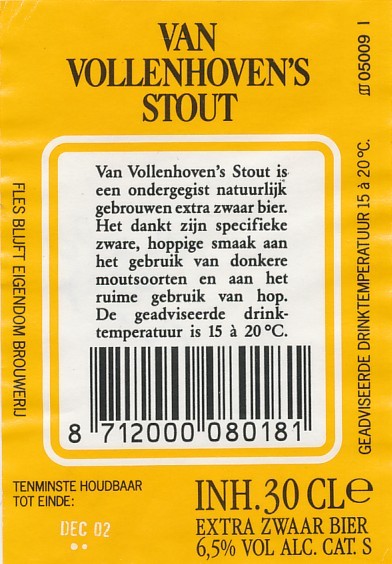 VAN
VOLLENHOVEN'S
STOUT
05009 I
Van Vollenhoven's Stout is
een ondergegist natuurlijk
gebrouwen extra zwaar bier.
Het dankt zijn specifieke
zware, hoppige smaak aan
het gebruik van donkere
moutsoorten en aan het
ruime gebruik van hop.
De geadviseerde drink-
temperatuur is 15 à 20°C.
8 712000 080181
FLES BLIJFT EIGENDOM BROUWERIJ
GEADVISEERDE DRINKTEMPERATUUR 15 à 20°C.
TENMINSTE HOUDBAAR
TOT EINDE:
DEC 02
INH. 30 CL e
EXTRA ZWAAR BIER
6,5% VOL ALC. CAT. S